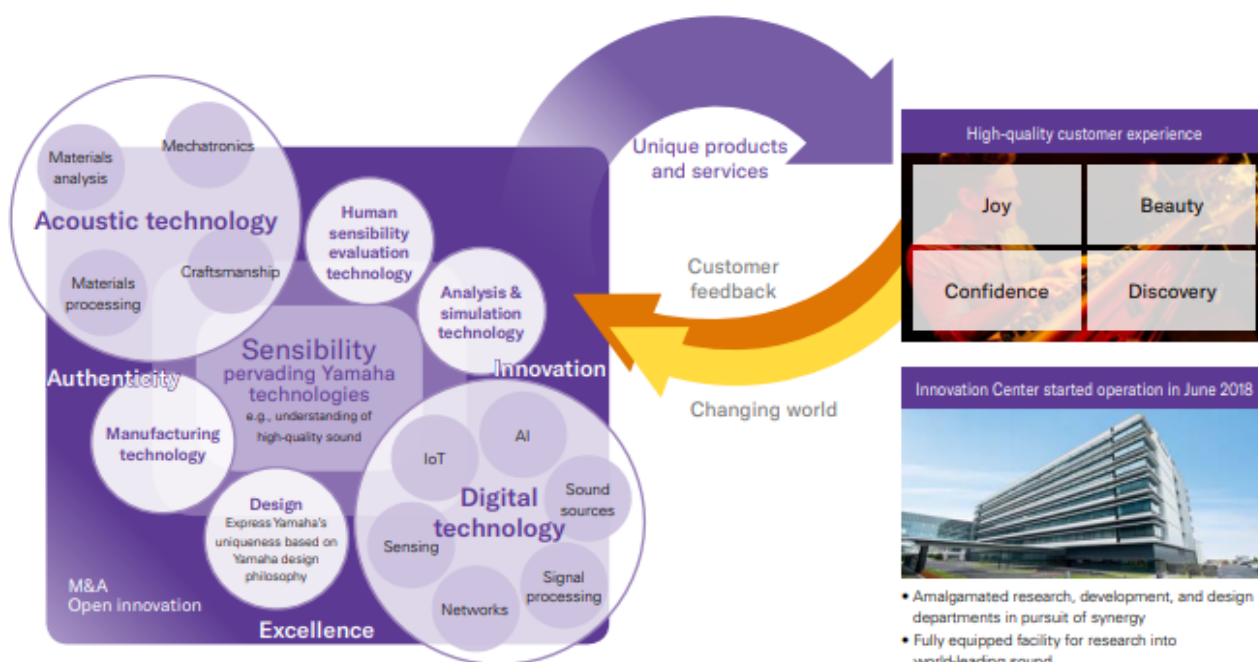 Materials
analysis
Mechatronics
Acoustic technology
Materials
processing
Craftsmanship
Human
sensibility
evaluation
technology
Analysis &
simulation
technology
Sensibility
pervading Yamaha
technologies
e.g., understanding of
high-quality sound
Authenticity
Innovation
Manufacturing
technology
Design
Express Yamaha's
uniqueness based on
Yamaha design
philosophy
IoT
AI
Digital
technology
Sound
sources
Sensing
Networks
Signal
processing
M&A
Open innovation
Excellence
Unique products
and services
Customer
feedback
Changing world
High-quality customer experience
Joy
Beauty
Confidence
Discovery
Innovation Center started operation in June 2018
• Amalgamated research, development, and design
departments in pursuit of synergy
• Fully equipped facility for research into
world-leading sound